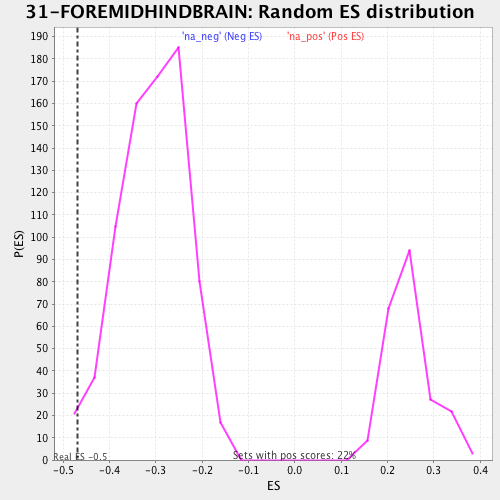 31-FOREMIDHINDBRAIN: Random ES distribution
'na_neg' (Neg ES) 'na_pos' (Pos ES)
190
180
170
160
150
140
130
120
110
100
90
80
70
60
50
40
30
20
10
0
P(ES)
Real ES -0.5
Sets with pos scores: 22%
-0.5 -0.4 -0.3 -0.2 -0.1 0.0 0.1 0.2 0.3 0.4
ES